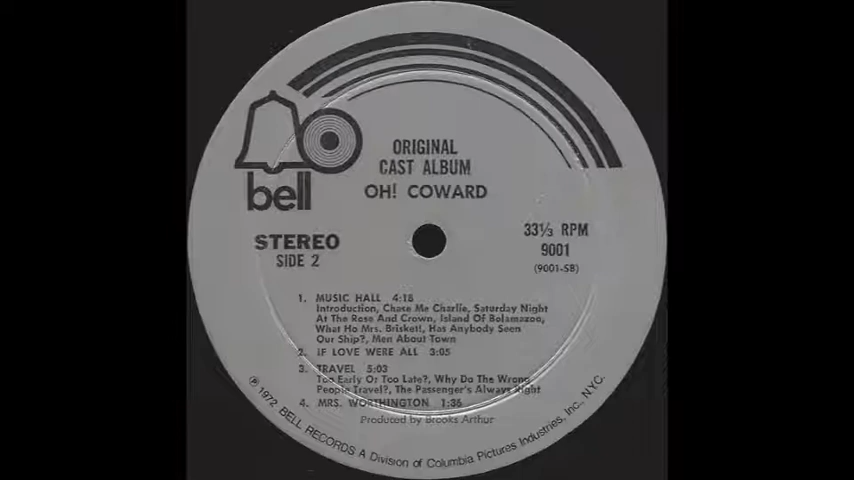 bell
ORIGINAL
CAST ALBUM
OH! COWARD
STEREO
SIDE 2
33⅓ RPM
9001
(9001-SB)
1. MUSIC HALL 4:18
Introduction, Chase Me Charlie, Saturday Night
At The Rose And Crown, Island Of Bolamazoo,
What Ho Mrs. Brisket!, Has Anybody Seen
Our Ship?, Men About Town
2. IF LOVE WERE ALL 3:05
3. TRAVEL 5:03
Too Early Or Too Late?, Why Do The Wrong
People Travel?, The Passenger's Always Right
4. MRS. WORTHINGTON 1:36
Produced by Brooks Arthur
℗ 1972 BELL RECORDS A Division of Columbia Pictures Industries, Inc., N.Y.C.